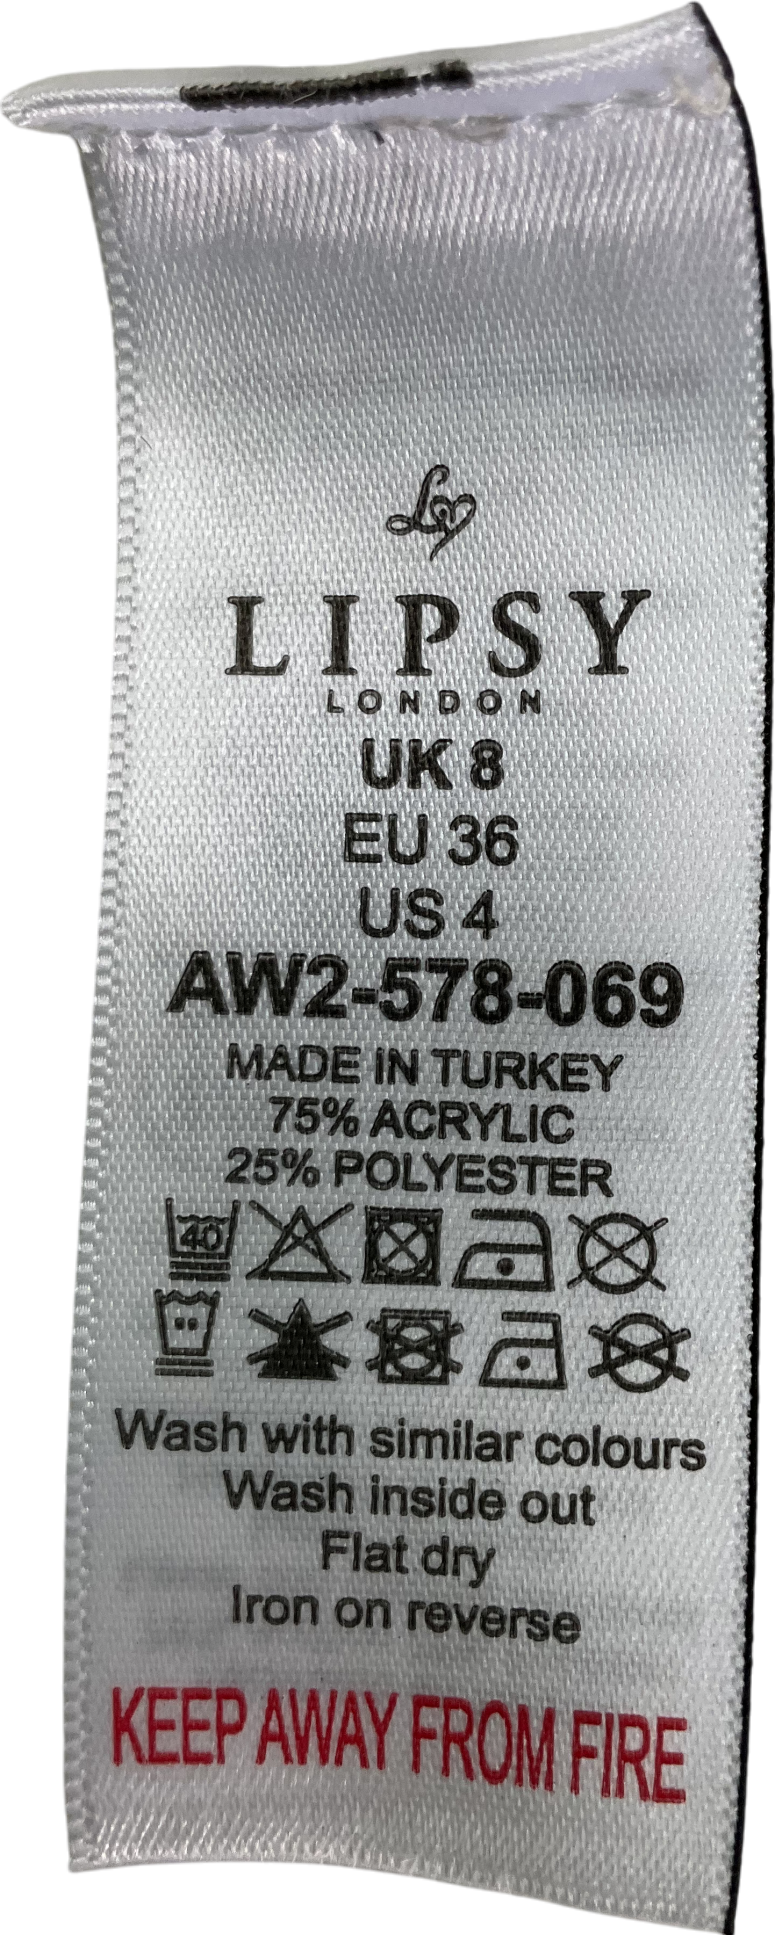 LIPSY
LONDON
UK 8
EU 36
US 4
AW2-578-069
MADE IN TURKEY
75% ACRYLIC
25% POLYESTER
40
Wash with similar colours
Wash inside out
Flat dry
Iron on reverse
KEEP AWAY FROM FIRE